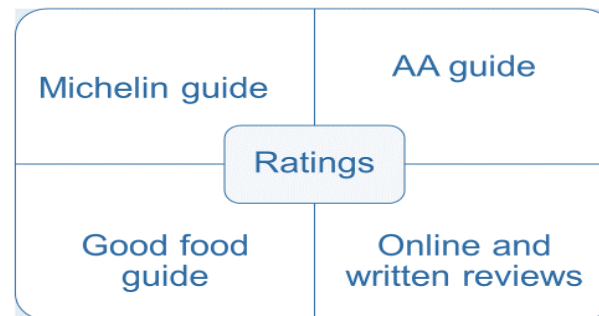 Michelin guide
AA guide
Ratings
Good food
guide
Online and
written reviews